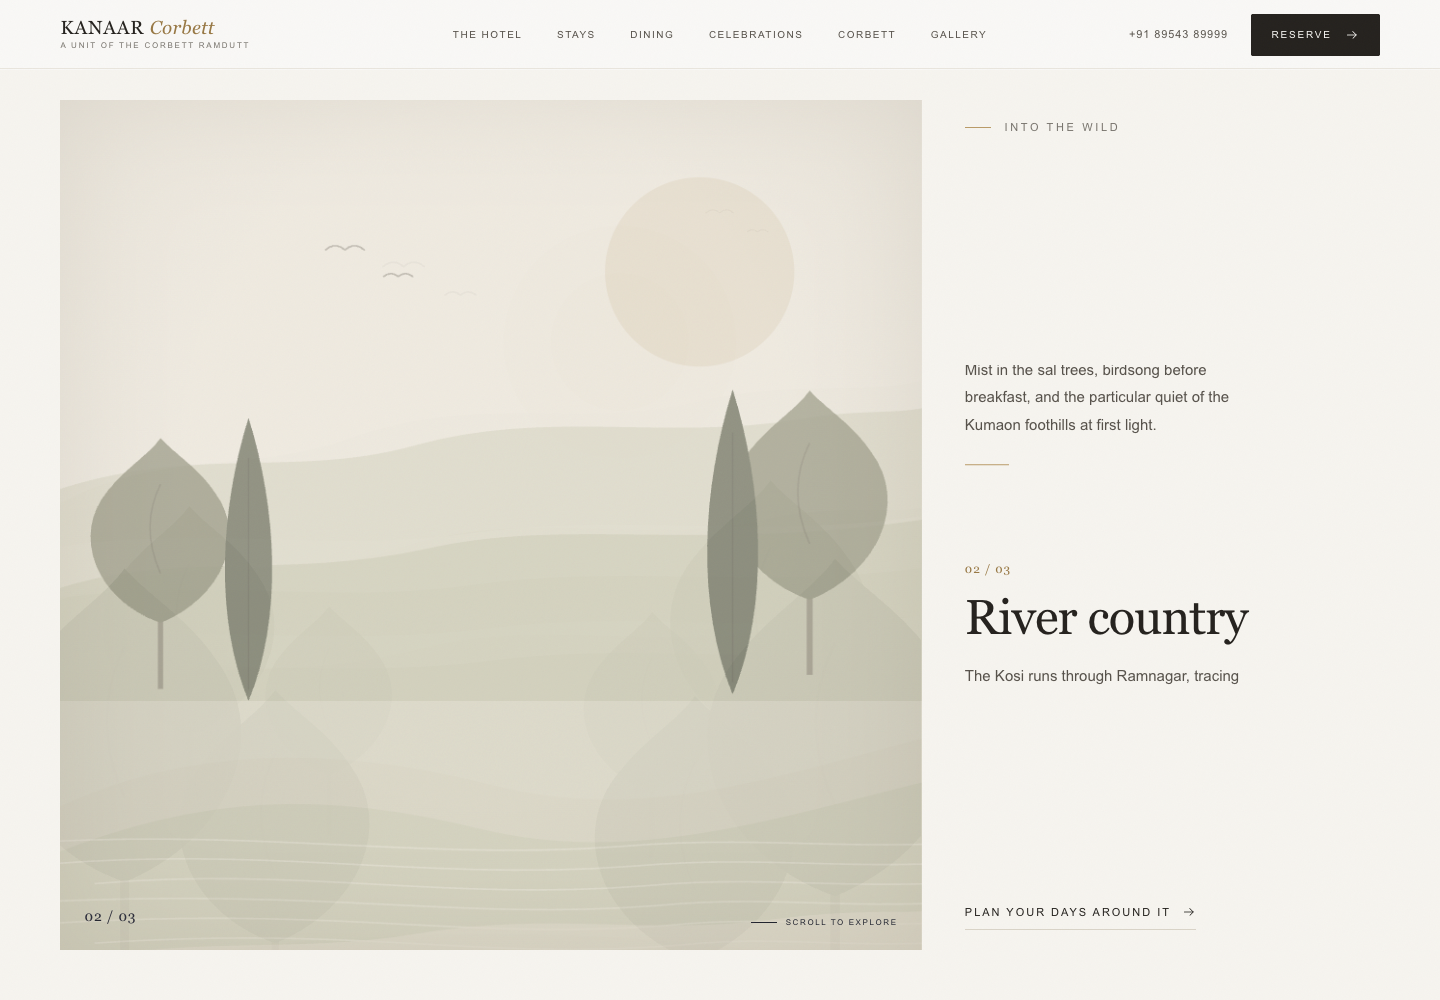 KANAAR Corbett
A UNIT OF THE CORBETT RAMDUTT
THE HOTEL
STAYS
DINING
CELEBRATIONS
CORBETT
GALLERY
+91 89543 89999
RESERVE
INTO THE WILD
Mist in the sal trees, birdsong before
breakfast, and the particular quiet of the
Kumaon foothills at first light.
02 / 03
River country
The Kosi runs through Ramnagar, tracing
02 / 03
SCROLL TO EXPLORE
PLAN YOUR DAYS AROUND IT